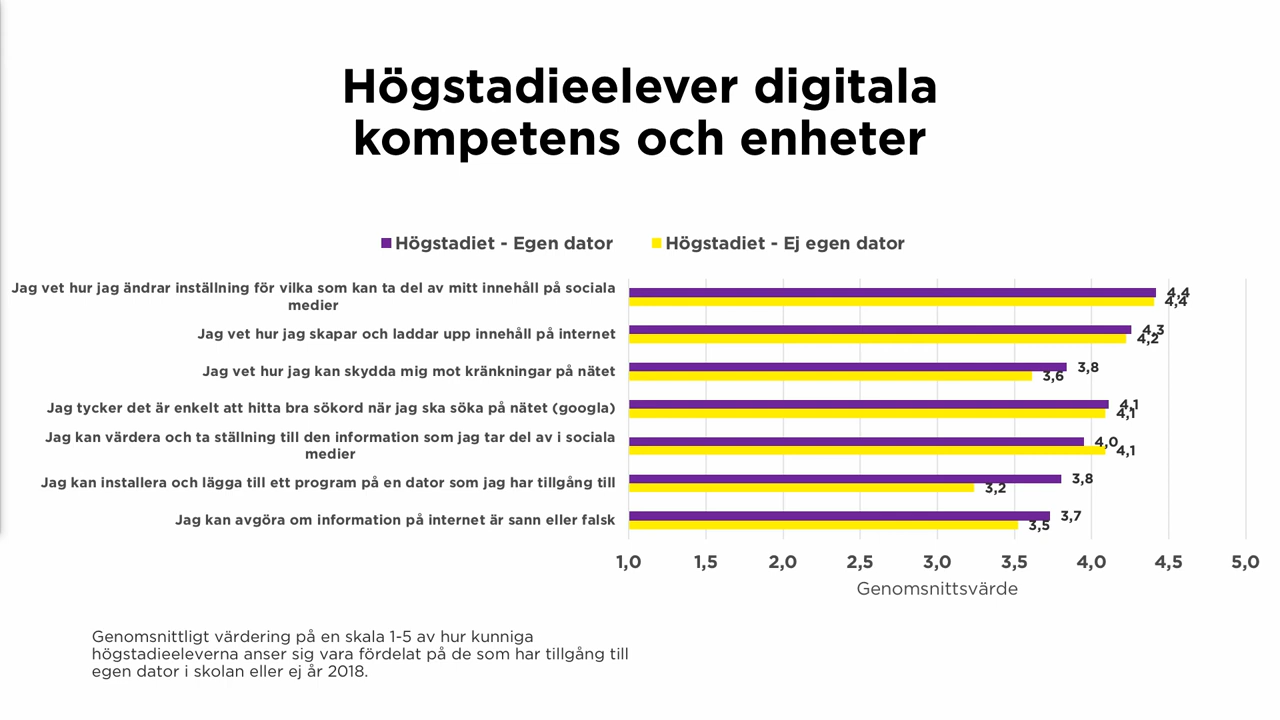 Högstadieelever digitala
kompetens och enheter
Högstadiet - Egen dator
Högstadiet - Ej egen dator
Jag vet hur jag ändrar inställning för vilka som kan ta del av mitt innehåll på sociala
medier
4,4
4,4
Jag vet hur jag skapar och laddar upp innehåll på internet
4,3
4,2
Jag vet hur jag kan skydda mig mot kränkningar på nätet
3,8
3,6
Jag tycker det är enkelt att hitta bra sökord när jag ska söka på nätet (googla)
4,1
4,1
Jag kan värdera och ta ställning till den information som jag tar del av i sociala
medier
4,0
4,1
Jag kan installera och lägga till ett program på en dator som jag har tillgång till
3,8
3,2
Jag kan avgöra om information på internet är sann eller falsk
3,7
3,5
1,0 1,5 2,0 2,5 3,0 3,5 4,0 4,5 5,0
Genomsnittsvärde
Genomsnittligt värdering på en skala 1-5 av hur kunniga
högstadieeleverna anser sig vara fördelat på de som har tillgång till
egen dator i skolan eller ej år 2018.